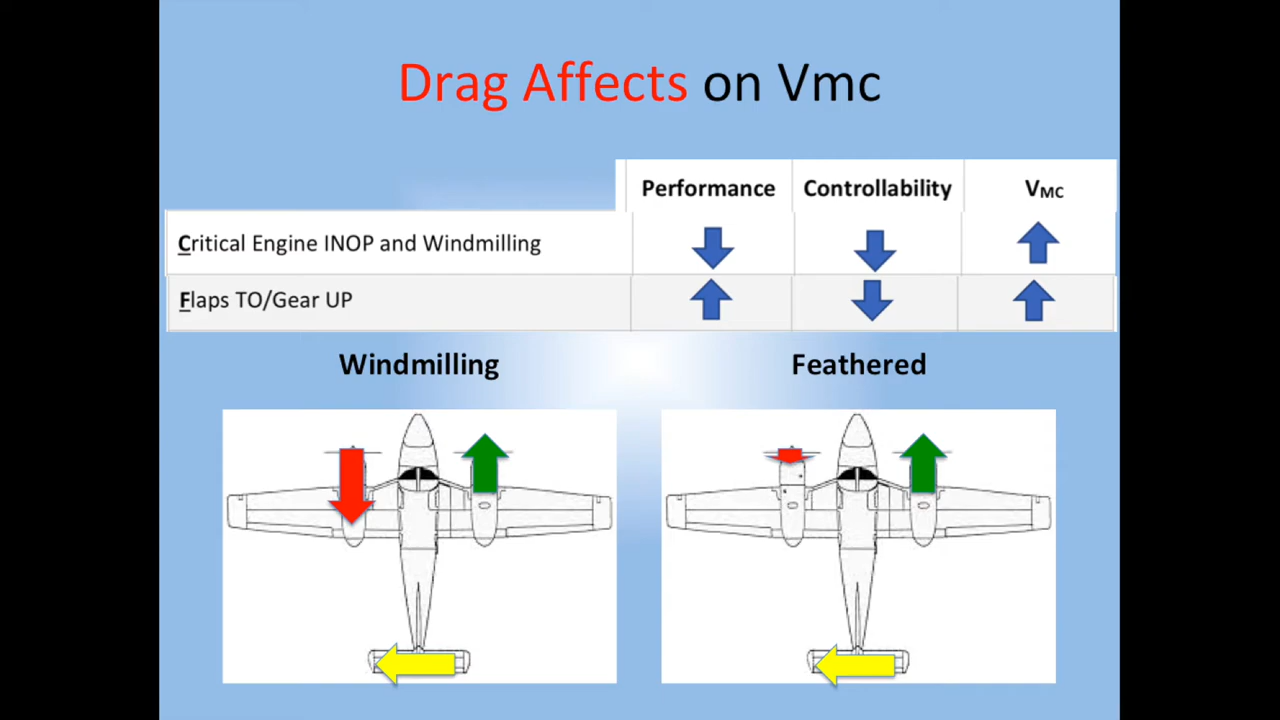 Drag Affects on Vmc
Performance Controllability VMC
Critical Engine INOP and Windmilling
Flaps TO/Gear UP
Windmilling Feathered